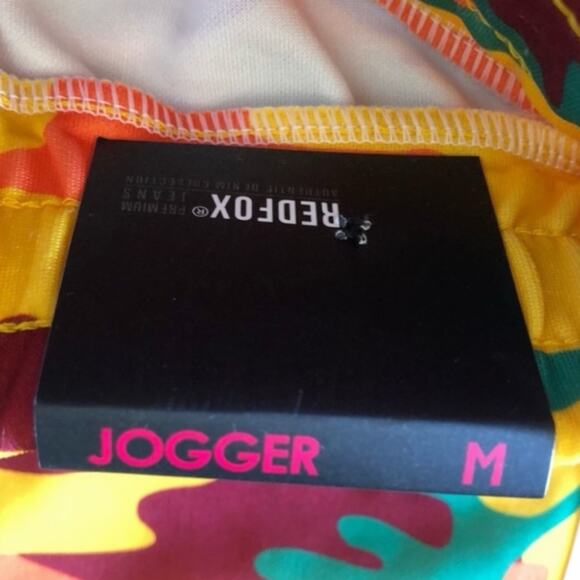 REDFOX® PREMIUM JEANS
AUTHENTIC DENIM COLLECTION
JOGGER M